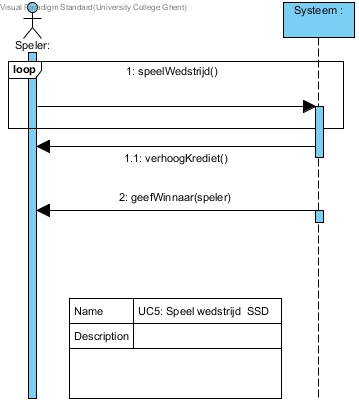 Visual Paradigm Standard(University College Ghent)
Systeem :
Speler:
loop
1: speelWedstrijd()
1.1: verhoogKrediet()
2: geefWinnaar(speler)
Name UC5: Speel wedstrijd SSD
Description